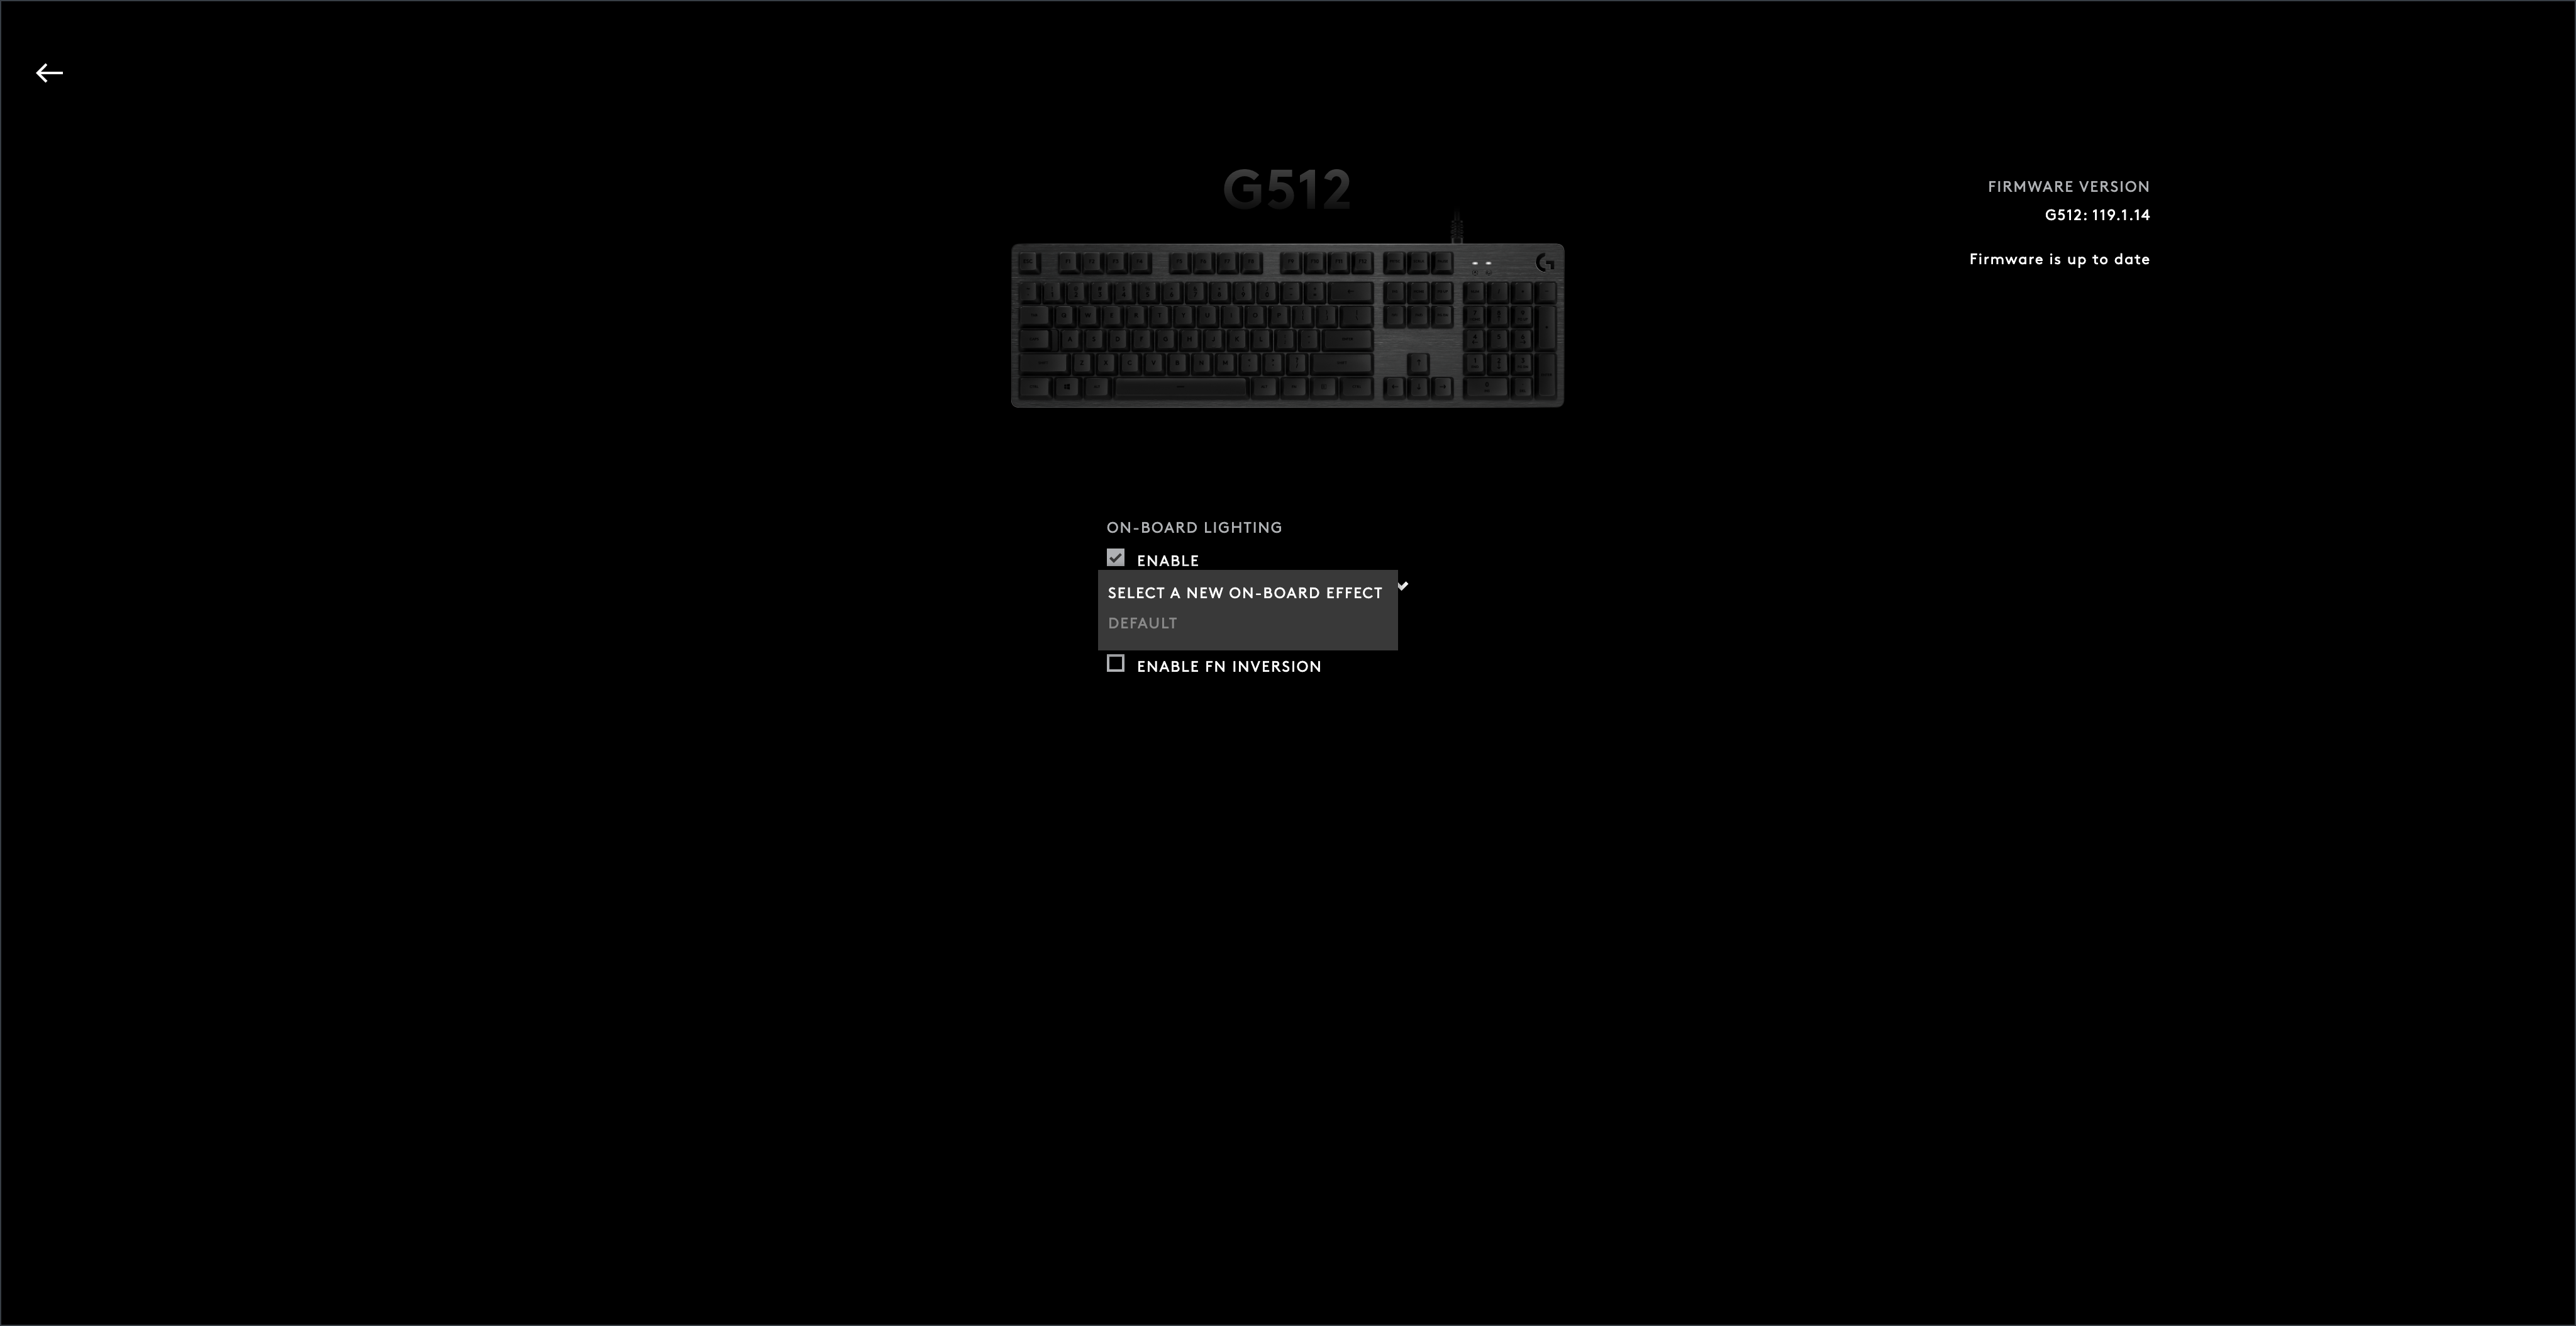 G512
FIRMWARE VERSION
G512: 119.1.14
Firmware is up to date
ON-BOARD LIGHTING
ENABLE
SELECT A NEW ON-BOARD EFFECT
DEFAULT
ENABLE FN INVERSION